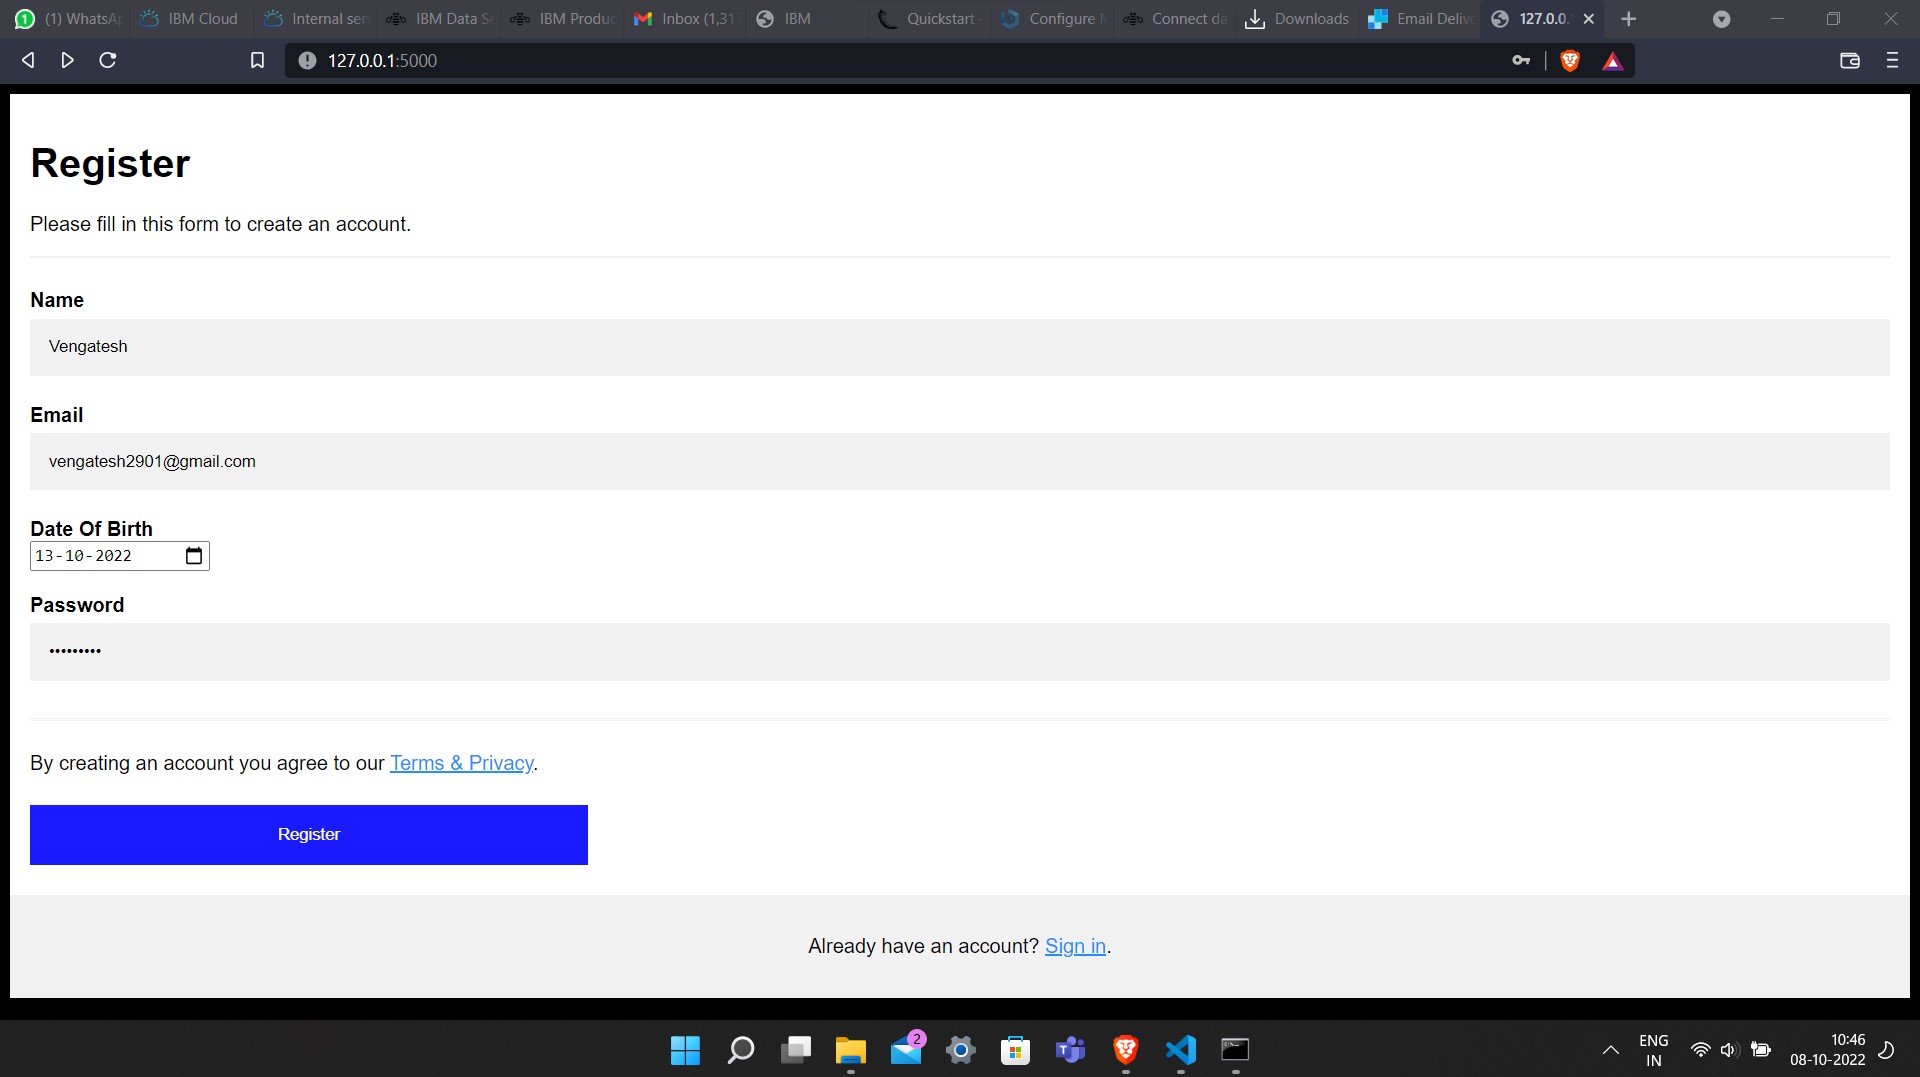 (1) WhatsA IBM Cloud Internal ser IBM Data S IBM Produc Inbox (1,31 IBM Quickstart Configure Connect da Downloads Email Deliv 127.0.0.
127.0.0.1:5000
Register
Please fill in this form to create an account.
Name
Vengatesh
Email
vengatesh2901@gmail.com
Date Of Birth
13-10-2022
Password
•••••••••
By creating an account you agree to our Terms & Privacy.
Register
Already have an account? Sign in.
2
ENG
IN
10:46
08-10-2022